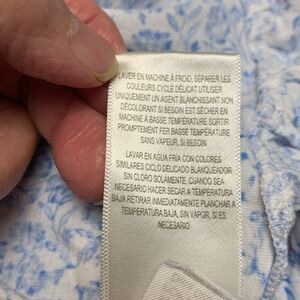 LAVER EN MACHINE À FROID, SÉPARER LES
COULEURS CYCLE DÉLICAT UTILISER
UNIQUEMENT UN AGENT BLANCHISSANT NON
DÉCOLORANT SI BESOIN EST SÉCHER EN
MACHINE À BASSE TEMPÉRATURE SORTIR
PROMPTEMENT FER BASSE TEMPÉRATURE,
SANS VAPEUR, SI BESOIN
LAVAR EN AGUA FRÍA CON COLORES
SIMILARES CICLO DELICADO BLANQUEADOR
SIN CLORO SOLAMENTE, CUANDO SEA
NECESARIO HACER SECAR A TEMPERATURA
BAJA RETIRAR INMEDIATAMENTE PLANCHAR A
TEMPERATURA BAJA, SIN VAPOR, SI ES
NECESARIO